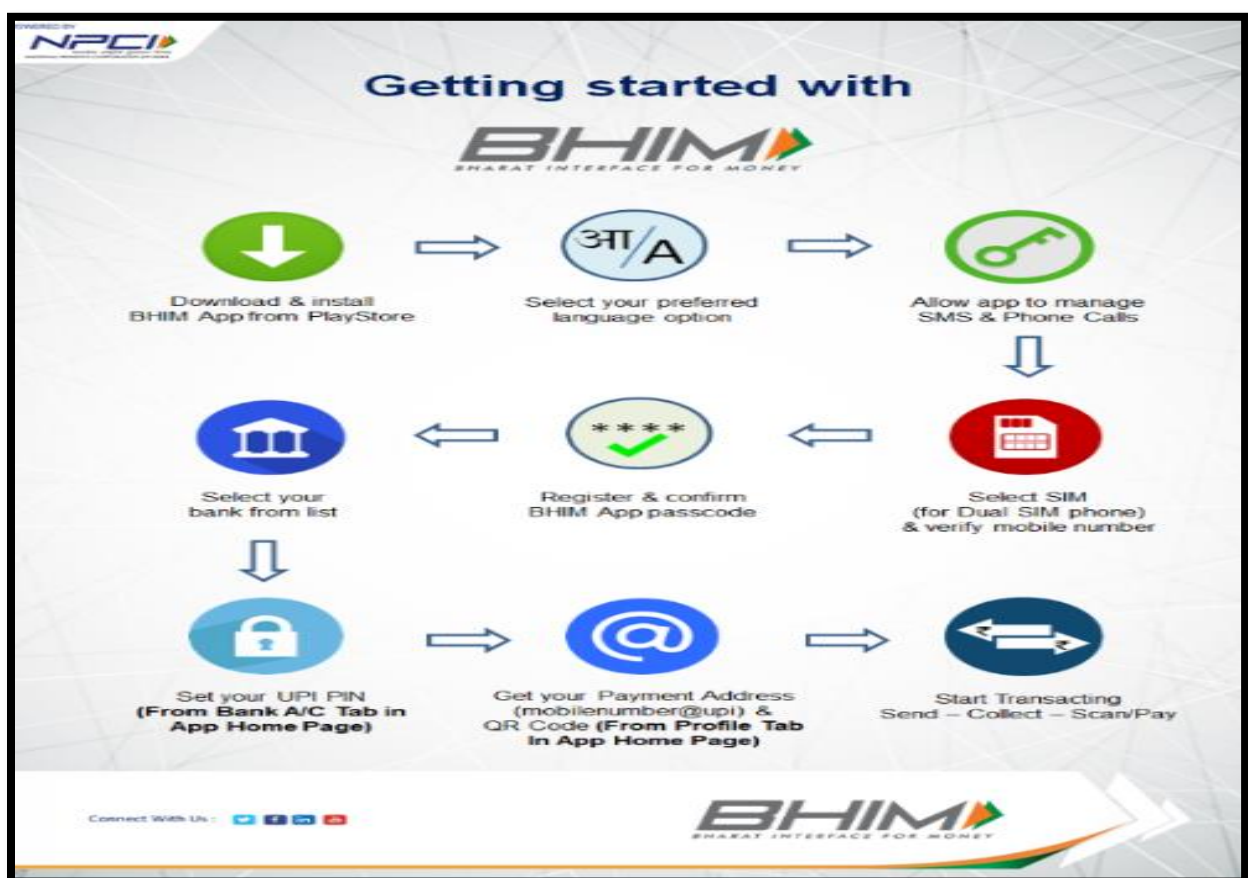 POWERED BY
NPCI
Getting started with
BHIM
BHARAT INTERFACE FOR MONEY
आ/A
Download & install
BHIM App from PlayStore
Select your preferred
language option
Allow app to manage
SMS & Phone Calls
****
Select SIM
(for Dual SIM phone)
& verify mobile number
Register & confirm
BHIM App passcode
Select your
bank from list
@
₹ ₹
Set your UPI PIN
(From Bank A/C Tab in
App Home Page)
Get your Payment Address
(mobilenumber@upi) &
QR Code (From Profile Tab
In App Home Page)
Start Transacting
Send – Collect – Scan/Pay
Connect With Us :
BHIM
BHARAT INTERFACE FOR MONEY